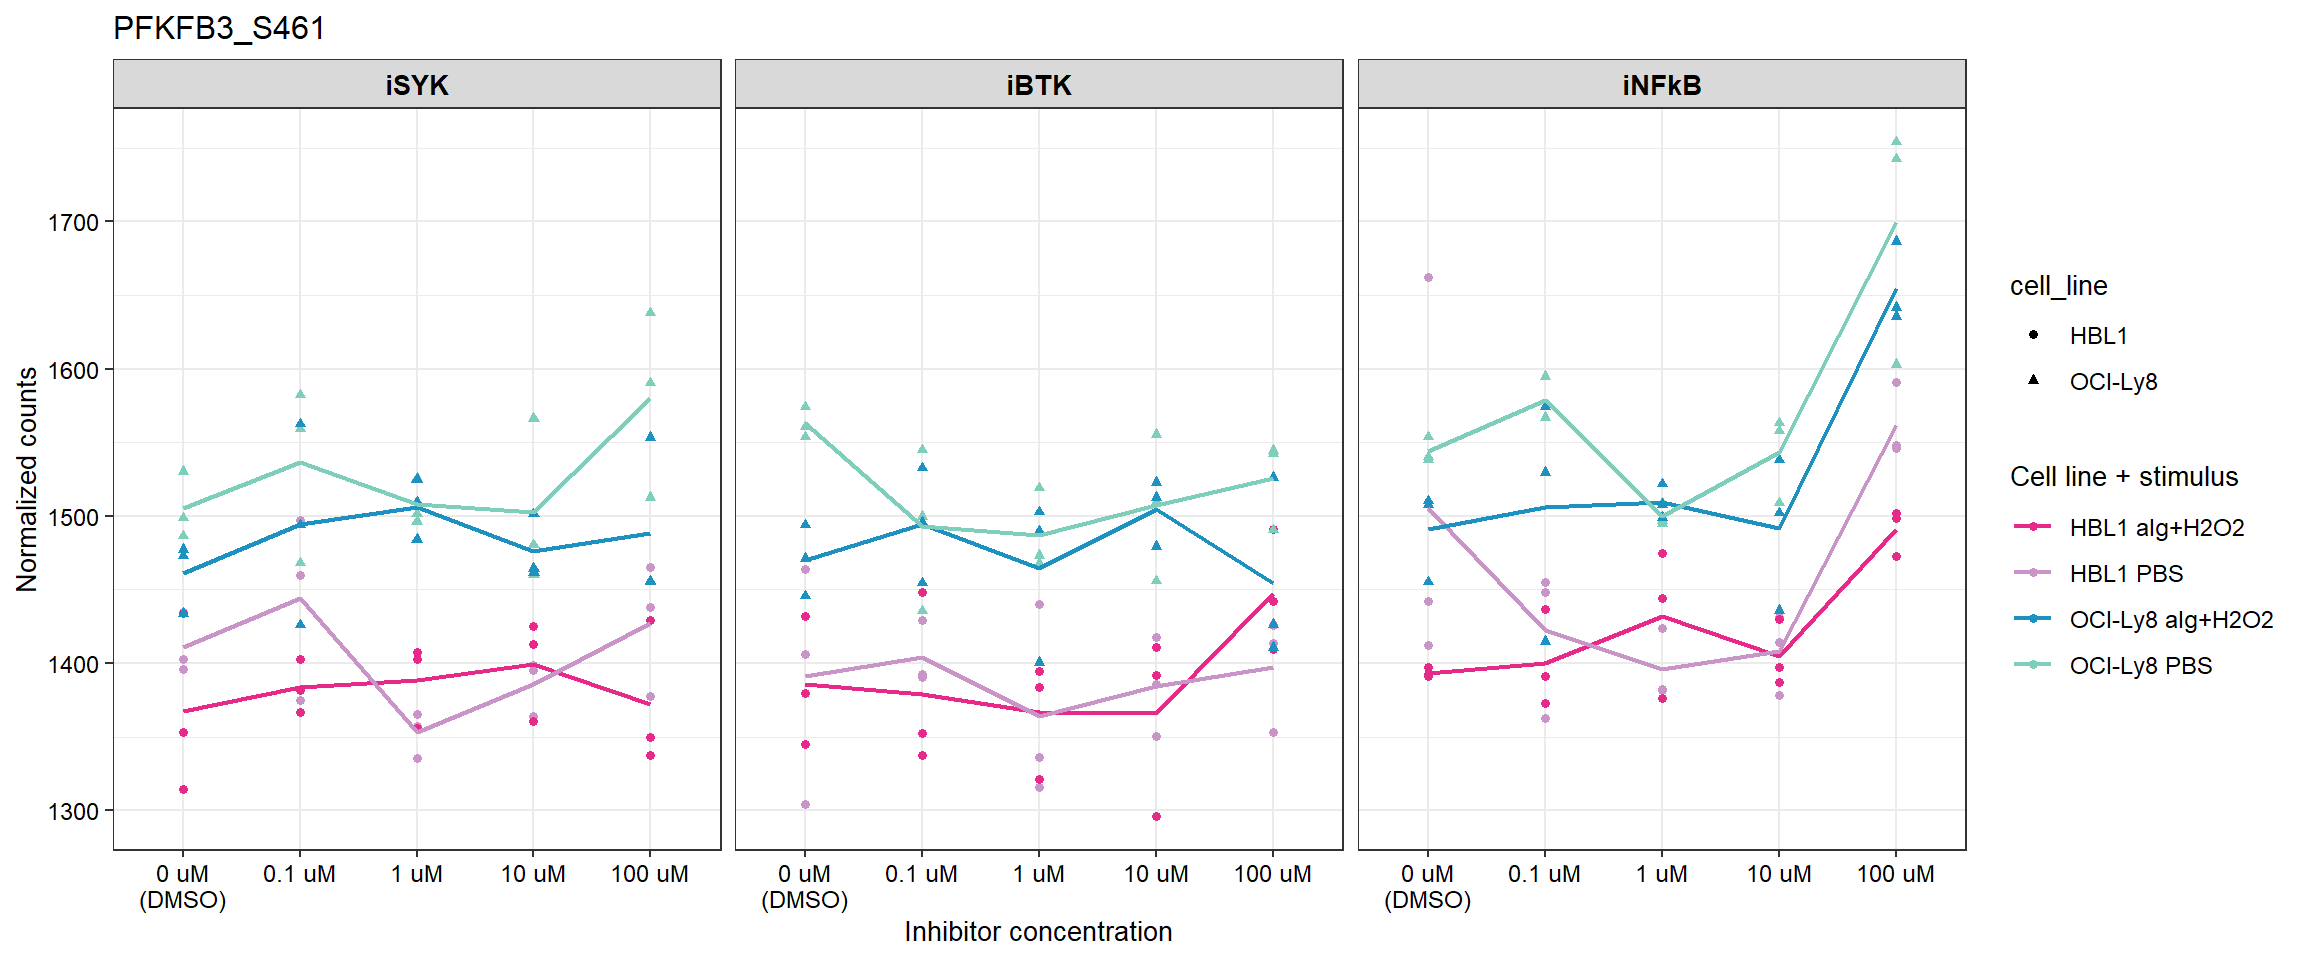 PFKFB3_S461
iSYK
iBTK
iNFkB
Normalized counts
1700
1600
1500
1400
1300
0 uM
(DMSO)
0.1 uM
1 uM
10 uM
100 uM
0 uM
(DMSO)
0.1 uM
1 uM
10 uM
100 uM
0 uM
(DMSO)
0.1 uM
1 uM
10 uM
100 uM
Inhibitor concentration
cell_line
HBL1
OCI-Ly8
Cell line + stimulus
HBL1 aIg+H2O2
HBL1 PBS
OCI-Ly8 aIg+H2O2
OCI-Ly8 PBS